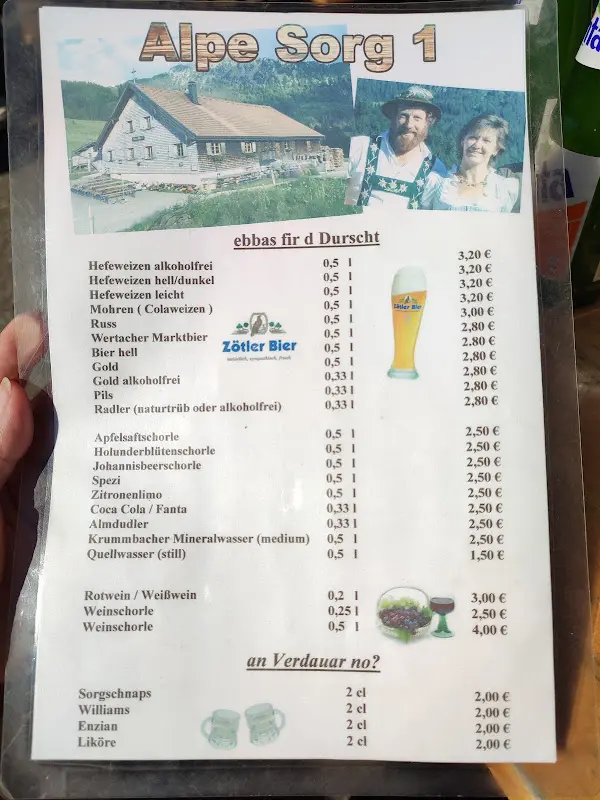 Alpe Sorg 1
ebbas fir d Durscht
Hefeweizen alkoholfrei 0,5 l 3,20 €
Hefeweizen hell/dunkel 0,5 l 3,20 €
Hefeweizen leicht 0,5 l 3,20 €
Mohren ( Colaweizen ) 0,5 l 3,20 €
Russ 0,5 l 3,00 €
Wertacher Marktbier 0,5 l 2,80 €
Bier hell 0,5 l 2.80 €
Gold 0,5 l 2,80 €
Gold alkoholfrei 0,33 l 2,80 €
Pils 0,33 l 2,80 €
Radler (naturtrüb oder alkoholfrei) 0,33 l 2,80 €
Zötler Bier
Zötler Bier
Apfelsaftschorle 0,5 l 2,50 €
Holunderblütenschorle 0,5 l 2,50 €
Johannisbeerschorle 0,5 l 2,50 €
Spezi 0,5 l 2,50 €
Zitronenlimo 0,5 l 2,50 €
Coca Cola / Fanta 0,33 l 2,50 €
Almdudler 0,33 l 2,50 €
Krummbacher Mineralwasser (medium) 0,5 l 2,50 €
Quellwasser (still) 0,5 l 1,50 €
Rotwein / Weißwein 0,2 l 3,00 €
Weinschorle 0,25 l 2,50 €
Weinschorle 0,5 l 4,00 €
an Verdauar no?
Sorgschnaps 2 cl 2,00 €
Williams 2 cl 2,00 €
Enzian 2 cl 2,00 €
Liköre 2 cl 2,00 €